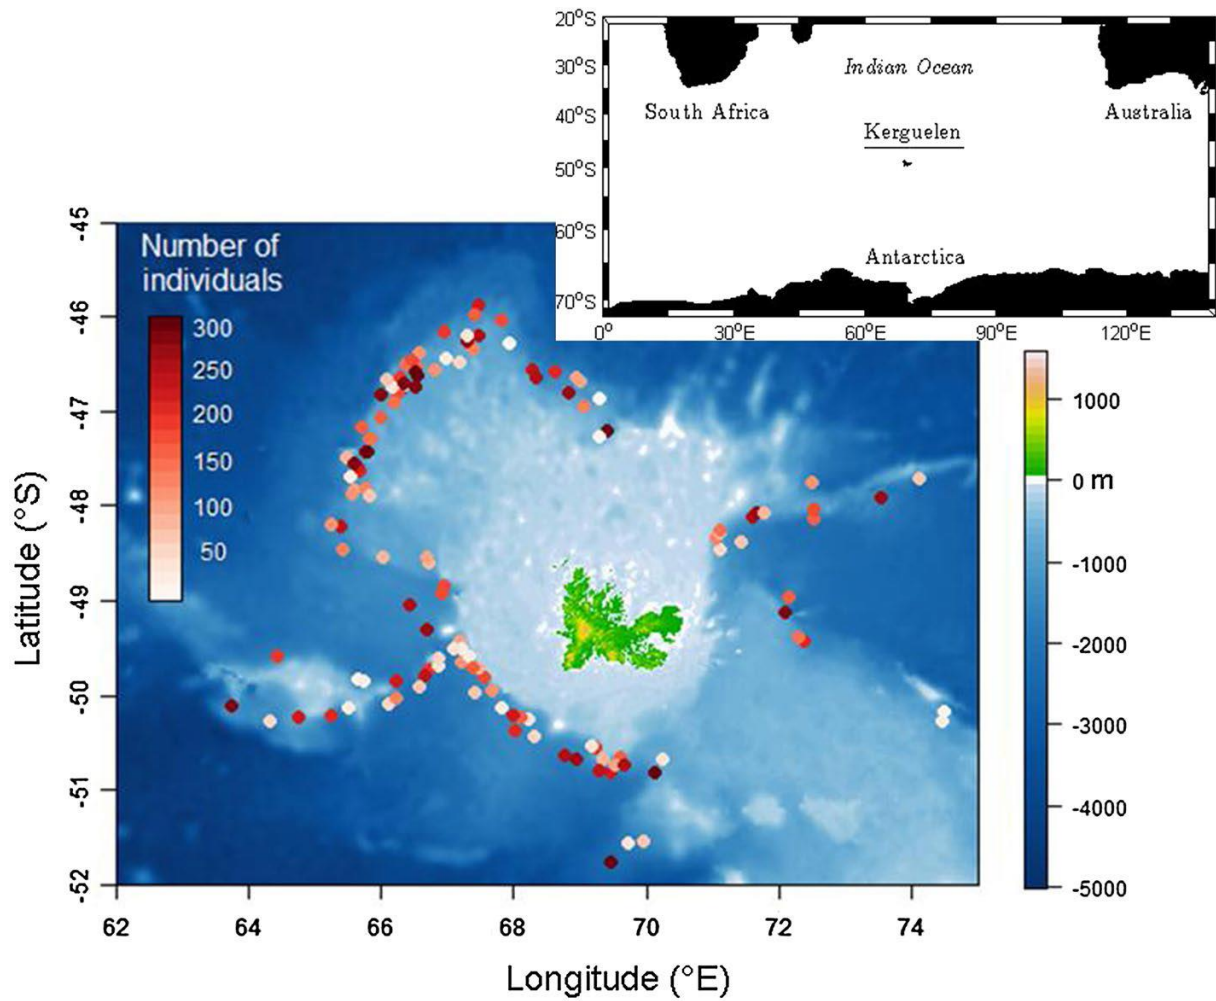 20°S
30°S
40°S
50°S
60°S
70°S
Indian Ocean
South Africa
Australia
Kerguelen
Antarctica
0°
30°E
60°E
90°E
120°E
Number of
individuals
300
250
200
150
100
50
-45
-46
-47
-48
-49
-50
-51
-52
Latitude (°S)
62
64
66
68
70
72
74
Longitude (°E)
1000
0 m
-1000
-2000
-3000
-4000
-5000